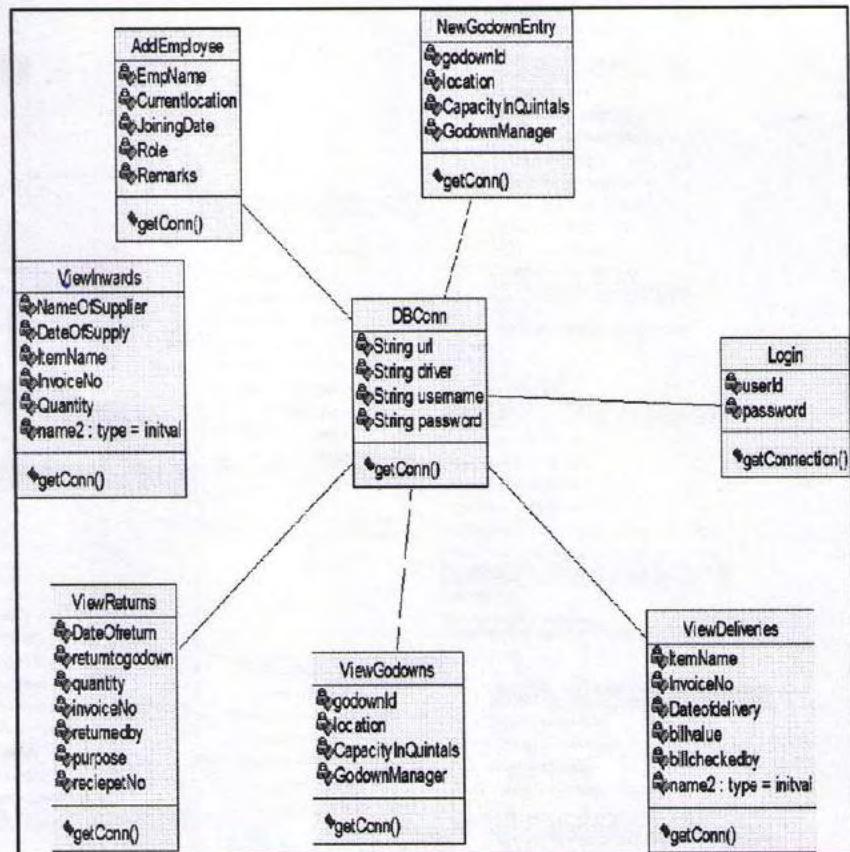 AddEmployee
EmpName
Currentlocation
JoiningDate
Role
Remarks
getConn()
NewGodownEntry
godownId
location
CapacityInQuintals
GodownManager
getConn()
ViewInwards
NameOfSupplier
DateOfSupply
ItemName
InvoiceNo
Quantity
name2 : type = initval
getConn()
DBConn
String url
String driver
String username
String password
getConn()
Login
userId
password
getConnection()
ViewReturns
DateOfreturn
returntogodown
quantity
invoiceNo
returnedby
purpose
reciepetNo
getConn()
ViewGodowns
godownId
location
CapacityInQuintals
GodownManager
getConn()
ViewDeliveries
ItemName
InvoiceNo
Dateofdelivery
billvalue
billcheckedby
name2 : type = initval
getConn()